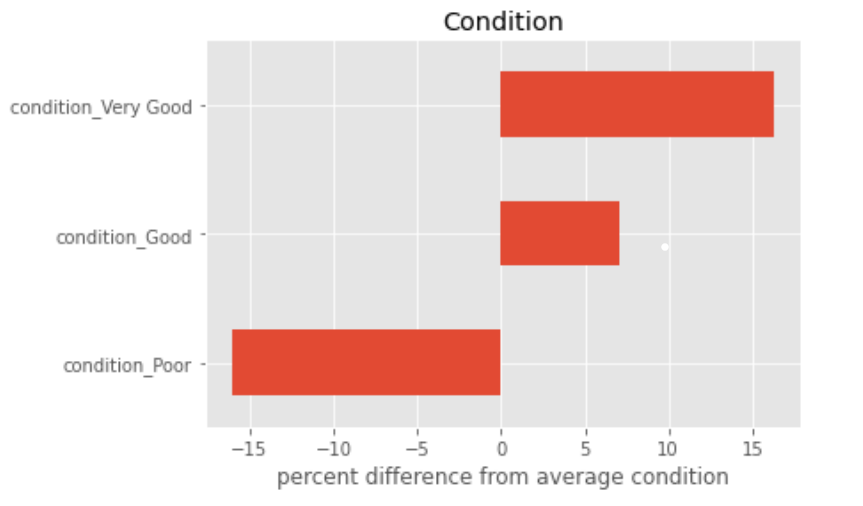 Condition
condition_Very Good
condition_Good
condition_Poor
−15 −10 −5 0 5 10 15
percent difference from average condition